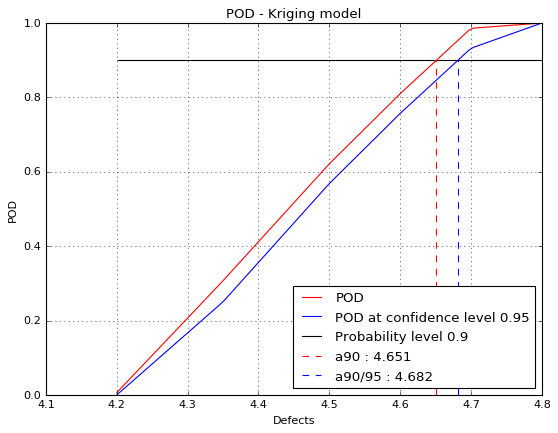 POD - Kriging model
1.0
0.8
0.6
0.4
0.2
0.0
POD
POD
POD at confidence level 0.95
Probability level 0.9
a90 : 4.651
a90/95 : 4.682
4.1 4.2 4.3 4.4 4.5 4.6 4.7 4.8
Defects